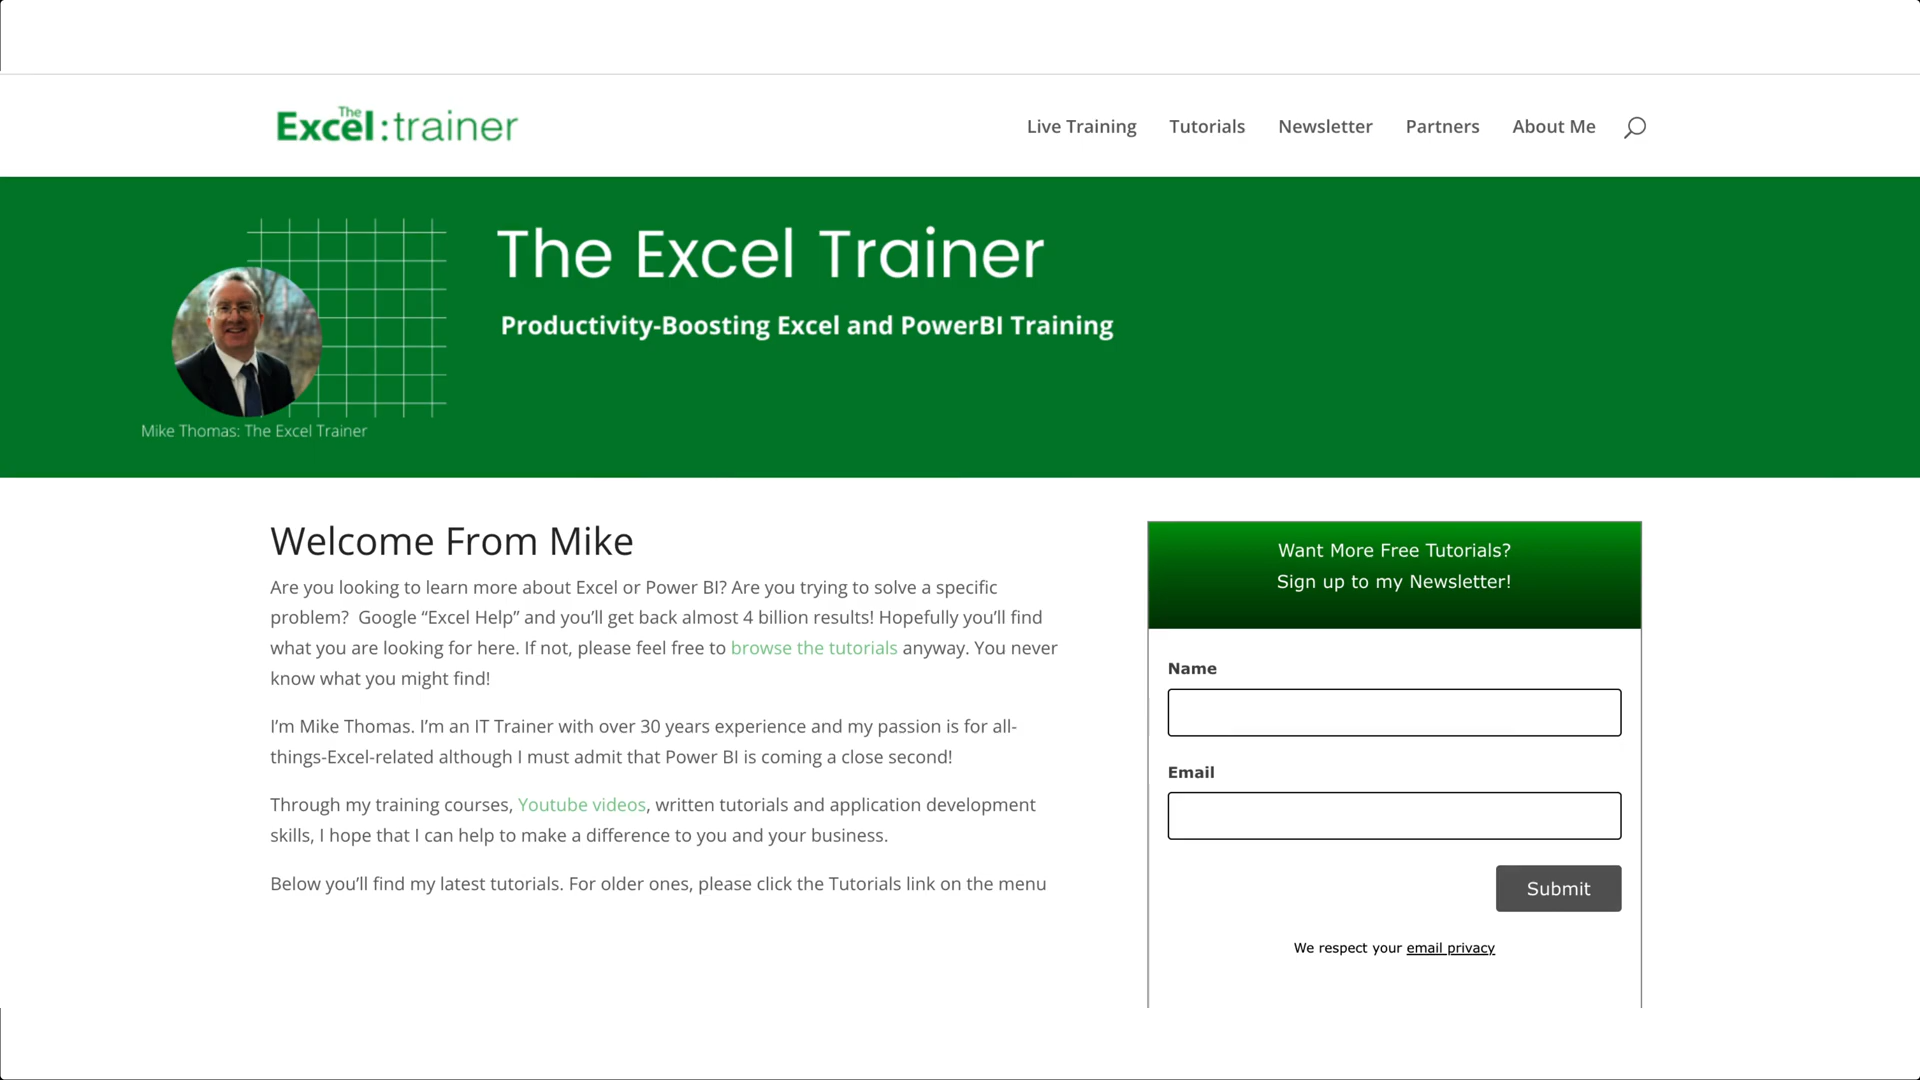 The
Excel:trainer
Live Training
Tutorials
Newsletter
Partners
About Me
The Excel Trainer
Productivity-Boosting Excel and PowerBI Training
Mike Thomas: The Excel Trainer
Welcome From Mike
Are you looking to learn more about Excel or Power BI? Are you trying to solve a specific
problem?  Google “Excel Help” and you’ll get back almost 4 billion results! Hopefully you’ll find
what you are looking for here. If not, please feel free to browse the tutorials anyway. You never
know what you might find!
I’m Mike Thomas. I’m an IT Trainer with over 30 years experience and my passion is for all-
things-Excel-related although I must admit that Power BI is coming a close second!
Through my training courses, Youtube videos, written tutorials and application development
skills, I hope that I can help to make a difference to you and your business.
Below you’ll find my latest tutorials. For older ones, please click the Tutorials link on the menu
Want More Free Tutorials?
Sign up to my Newsletter!
Name
Email
Submit
We respect your email privacy